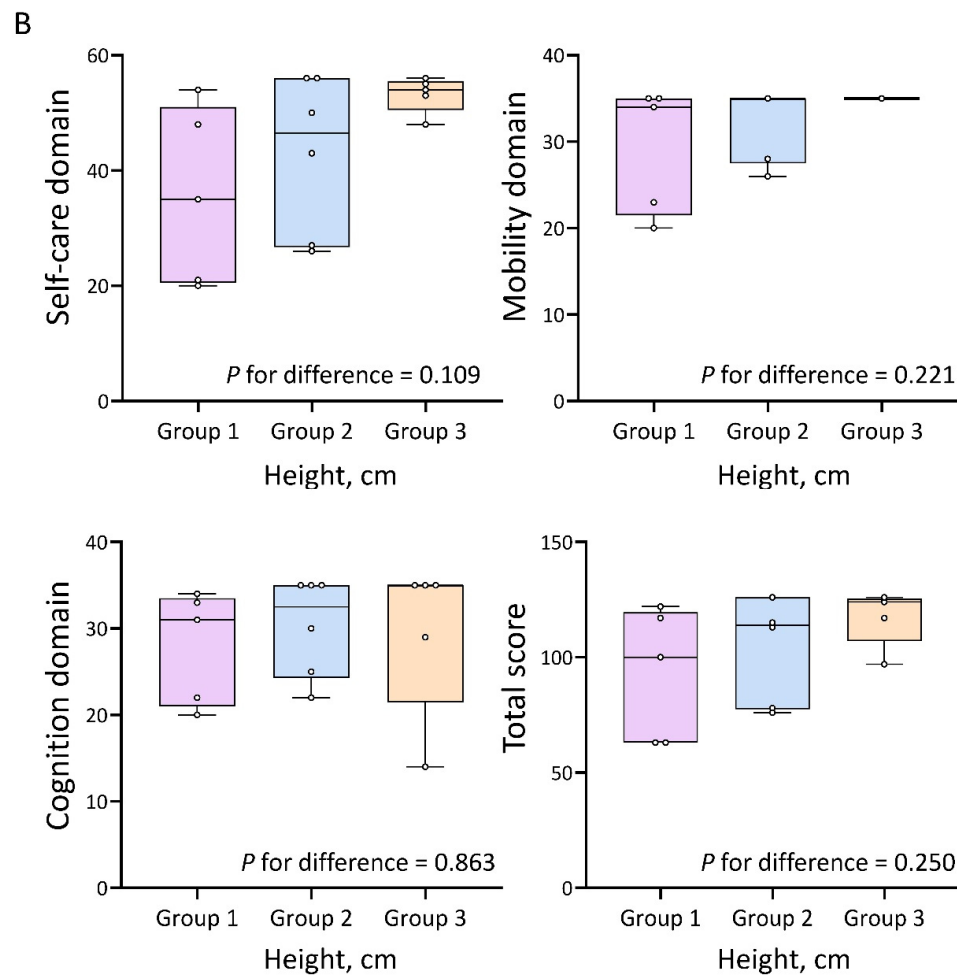 B
Self-care domain
60
40
20
0
P for difference = 0.109
Group 1 Group 2 Group 3
Height, cm
Mobility domain
40
30
20
10
0
P for difference = 0.221
Group 1 Group 2 Group 3
Height, cm
Cognition domain
40
30
20
10
0
P for difference = 0.863
Group 1 Group 2 Group 3
Height, cm
Total score
150
100
50
0
P for difference = 0.250
Group 1 Group 2 Group 3
Height, cm